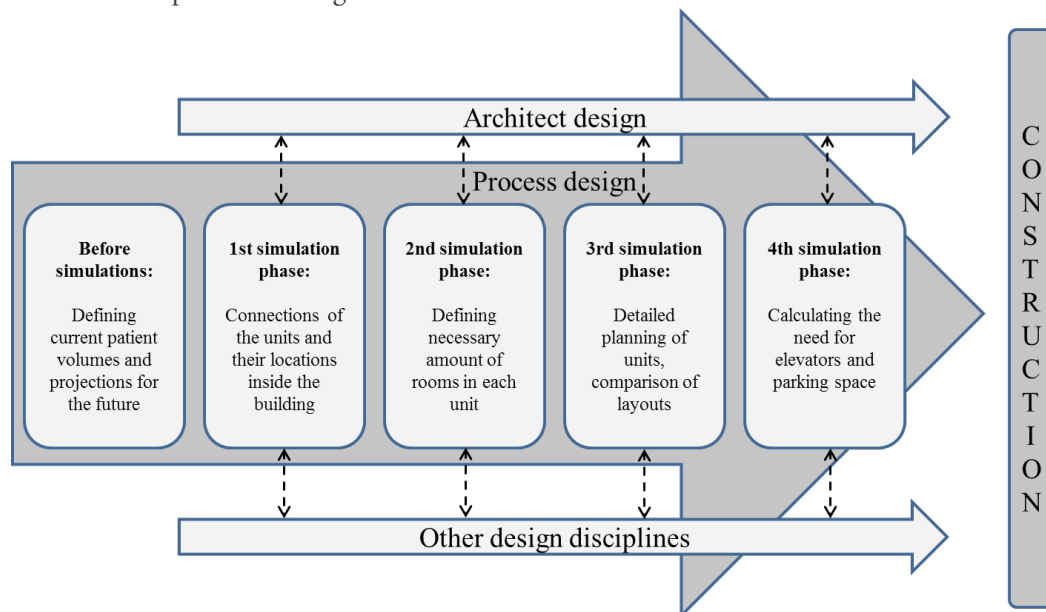 Architect design
Process design
Before
simulations:
Defining
current patient
volumes and
projections for
the future
1st simulation
phase:
Connections of
the units and
their locations
inside the
building
2nd simulation
phase:
Defining
necessary
amount of
rooms in each
unit
3rd simulation
phase:
Detailed
planning of
units,
comparison of
layouts
4th simulation
phase:
Calculating the
need for
elevators and
parking space
Other design disciplines
C
O
N
S
T
R
U
C
T
I
O
N